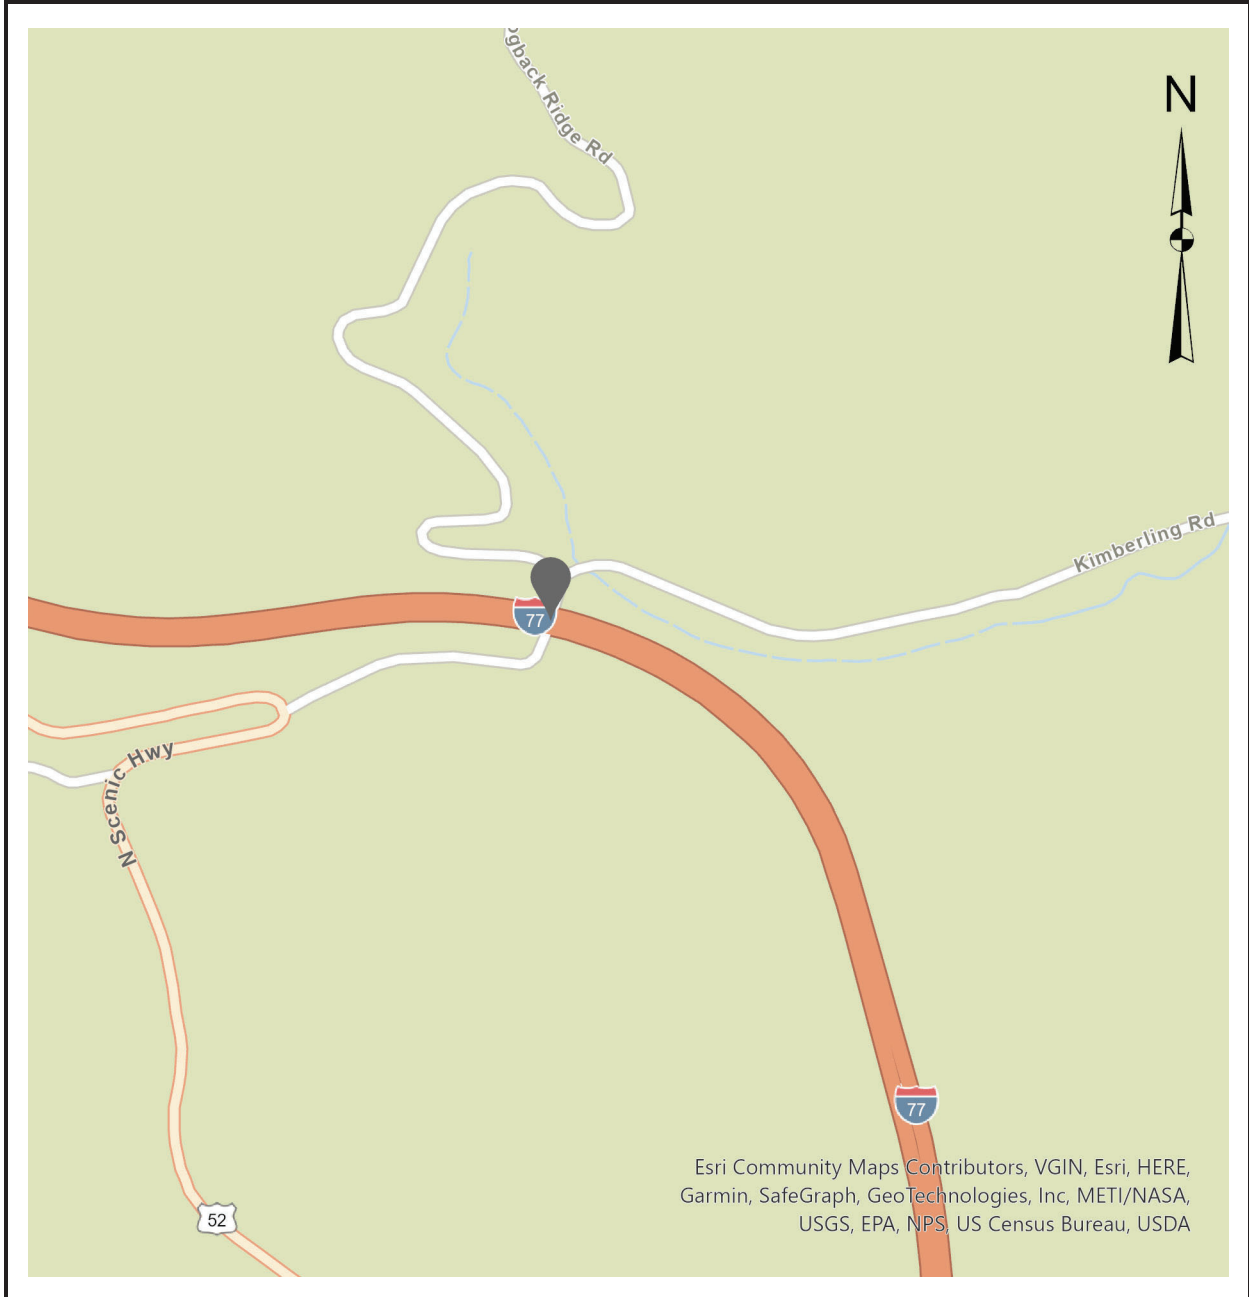 ogback Ridge Rd
N
Kimberling Rd
77
N Scenic Hwy
77
Esri Community Maps Contributors, VGIN, Esri, HERE,
Garmin, SafeGraph, GeoTechnologies, Inc, METI/NASA,
USGS, EPA, NPS, US Census Bureau, USDA
52